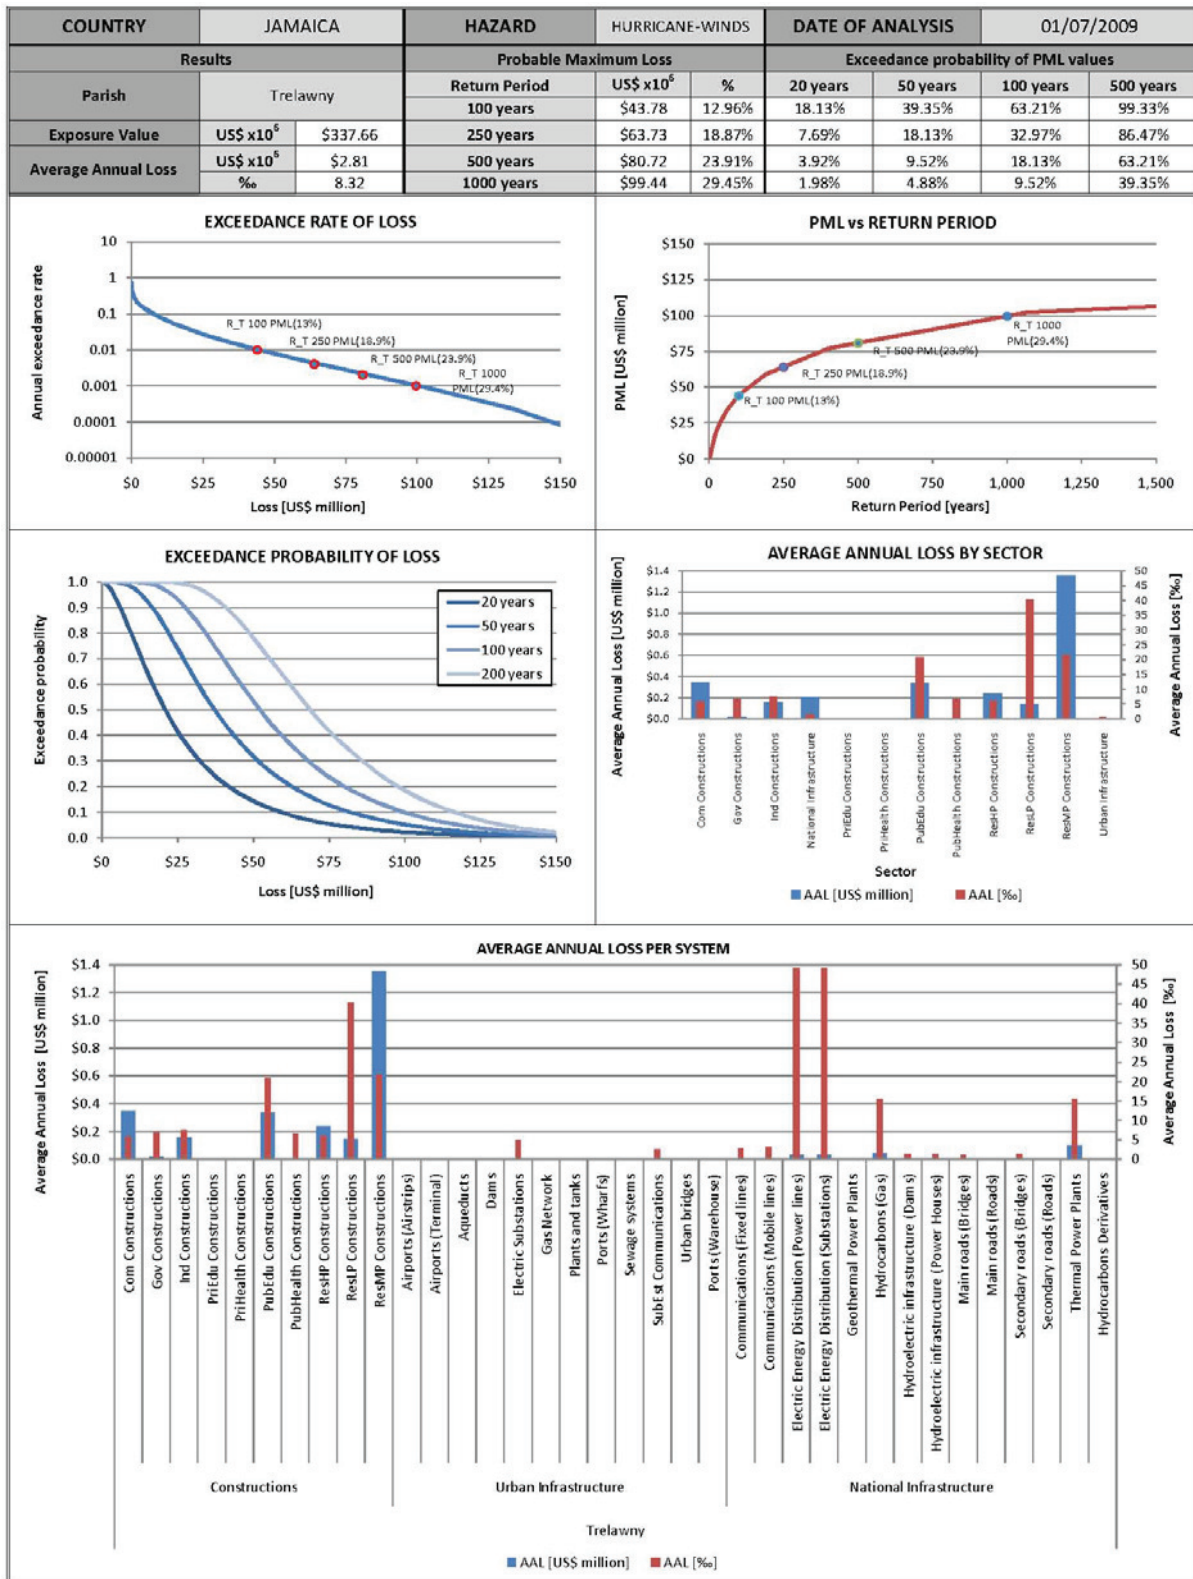 COUNTRY JAMAICA HAZARD HURRICANE-WINDS DATE OF ANALYSIS 01/07/2009
Results Probable Maximum Loss Exceedance probability of PML values
Parish Trelawny Return Period US$ x10⁶ % 20 years 50 years 100 years 500 years
100 years $43.78 12.96% 18.13% 39.35% 63.21% 99.33%
Exposure Value US$ x10⁶ $337.66 250 years $63.73 18.87% 7.69% 18.13% 32.97% 86.47%
Average Annual Loss US$ x10⁶ $2.81 500 years $80.72 23.91% 3.92% 9.52% 18.13% 63.21%
‰ 8.32 1000 years $99.44 29.45% 1.98% 4.88% 9.52% 39.35%
EXCEEDANCE RATE OF LOSS
Annual exceedance rate
10
1
0.1
0.01
0.001
0.0001
0.00001
R_T 100 PML(13%)
R_T 250 PML(18.9%)
R_T 500 PML(23.9%)
R_T 1000
PML(29.4%)
$0 $25 $50 $75 $100 $125 $150
Loss [US$ million]
PML vs RETURN PERIOD
PML [US$ million]
$150
$125
$100
$75
$50
$25
$0
R_T 1000
PML(29.4%)
R_T 500 PML(23.9%)
R_T 250 PML(18.9%)
R_T 100 PML(13%)
0 250 500 750 1,000 1,250 1,500
Return Period [years]
EXCEEDANCE PROBABILITY OF LOSS
Exceedance probability
1.0
0.9
0.8
0.7
0.6
0.5
0.4
0.3
0.2
0.1
0.0
20 years
50 years
100 years
200 years
$0 $25 $50 $75 $100 $125 $150
Loss [US$ million]
AVERAGE ANNUAL LOSS BY SECTOR
Average Annual Loss [US$ million]
$1.4
$1.2
$1.0
$0.8
$0.6
$0.4
$0.2
$0.0
50
45
40
35
30
25
20
15
10
5
0
Average Annual Loss [‰]
Com Constructions
Gov Constructions
Ind Constructions
National Infrastructure
PriEdu Constructions
PriHealth Constructions
PubEdu Constructions
PubHealth Constructions
ResHP Constructions
ResLP Constructions
ResMP Constructions
Urban Infrastructure
Sector
AAL [US$ million] AAL [‰]
AVERAGE ANNUAL LOSS PER SYSTEM
Average Annual Loss [US$ million]
$1.4
$1.2
$1.0
$0.8
$0.6
$0.4
$0.2
$0.0
50
45
40
35
30
25
20
15
10
5
0
Average Annual Loss [‰]
Com Constructions
Gov Constructions
Ind Constructions
PriEdu Constructions
PriHealth Constructions
PubEdu Constructions
PubHealth Constructions
ResHP Constructions
ResLP Constructions
ResMP Constructions
Airports (Airstrips)
Airports (Terminal)
Aqueducts
Dams
Electric Substations
Gas Network
Plants and tanks
Ports (Wharfs)
Sewage systems
SubEst Communications
Urban bridges
Ports (Warehouse)
Communications (Fixed lines)
Communications (Mobile lines)
Electric Energy Distribution (Power lines)
Electric Energy Distribution (Substations)
Geothermal Power Plants
Hydrocarbons (Gas)
Hydroelectric infrastructure (Dams)
Hydroelectric infrastructure (Power Houses)
Main roads (Bridges)
Main roads (Roads)
Secondary roads (Bridges)
Secondary roads (Roads)
Thermal Power Plants
Hydrocarbons Derivatives
Constructions Urban Infrastructure National Infrastructure
Trelawny
AAL [US$ million] AAL [‰]